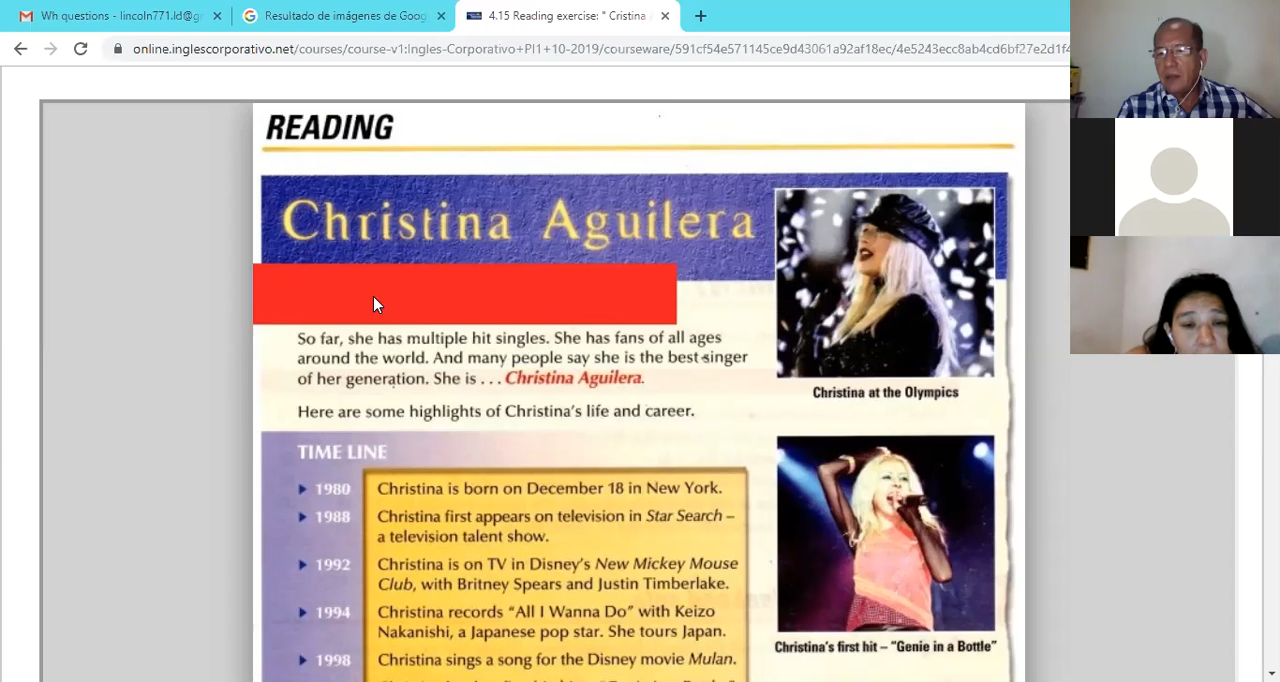 Wh questions - lincoln771.ld@gr
Resultado de imágenes de Goog
4.15 Reading exercise: " Cristina
online.inglescorporativo.net/courses/course-v1:Ingles-Corporativo+PI1+10-2019/courseware/591cf54e571145ce9d43061a92af18ec/4e5243ecc8ab4cd6bf27e2d1f4
READING
Christina Aguilera
So far, she has multiple hit singles. She has fans of all ages
around the world. And many people say she is the best singer
of her generation. She is . . . Christina Aguilera.
Here are some highlights of Christina's life and career.
Christina at the Olympics
TIME LINE
1980 Christina is born on December 18 in New York.
1988 Christina first appears on television in Star Search –
a television talent show.
1992 Christina is on TV in Disney's New Mickey Mouse
Club, with Britney Spears and Justin Timberlake.
1994 Christina records “All I Wanna Do” with Keizo
Nakanishi, a Japanese pop star. She tours Japan.
1998 Christina sings a song for the Disney movie Mulan.
Christina's first hit – “Genie in a Bottle”